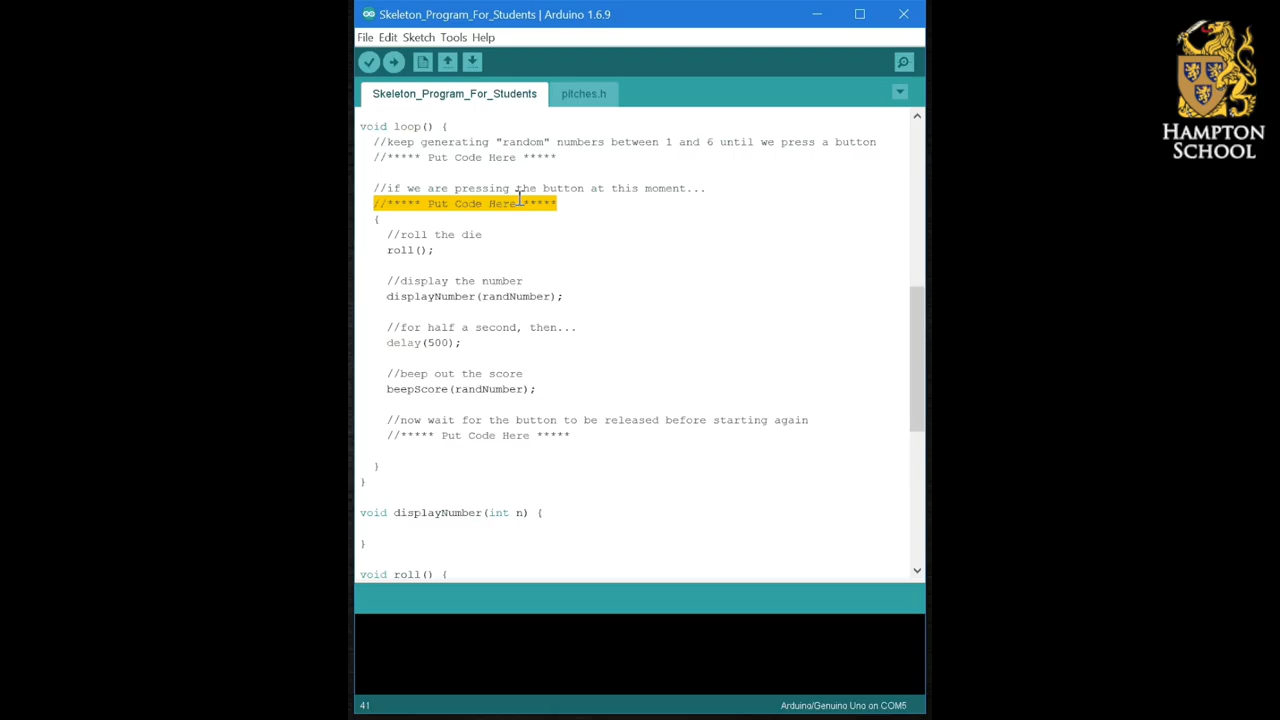 Skeleton_Program_For_Students | Arduino 1.6.9
File Edit Sketch Tools Help
Skeleton_Program_For_Students pitches.h
void loop() {
//keep generating "random" numbers between 1 and 6 until we press a button
//***** Put Code Here *****
//if we are pressing the button at this moment...
//***** Put Code Here *****
{
//roll the die
roll();
//display the number
displayNumber(randNumber);
//for half a second, then...
delay(500);
//beep out the score
beepScore(randNumber);
//now wait for the button to be released before starting again
//***** Put Code Here *****
}
}
void displayNumber(int n) {
}
void roll() {
41 Arduino/Genuino Uno on COM5
HAMPTON
SCHOOL